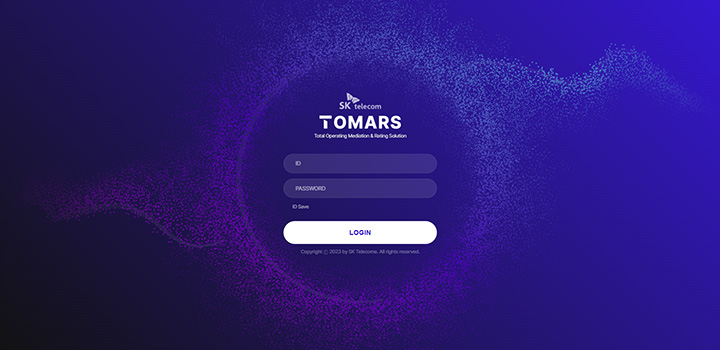 SK telecom
TOMARS
Total Operating Mediation & Rating Solution
ID
PASSWORD
ID Save
LOGIN
Copyright ⓒ 2023 by SK Telecome. All rights reserved.